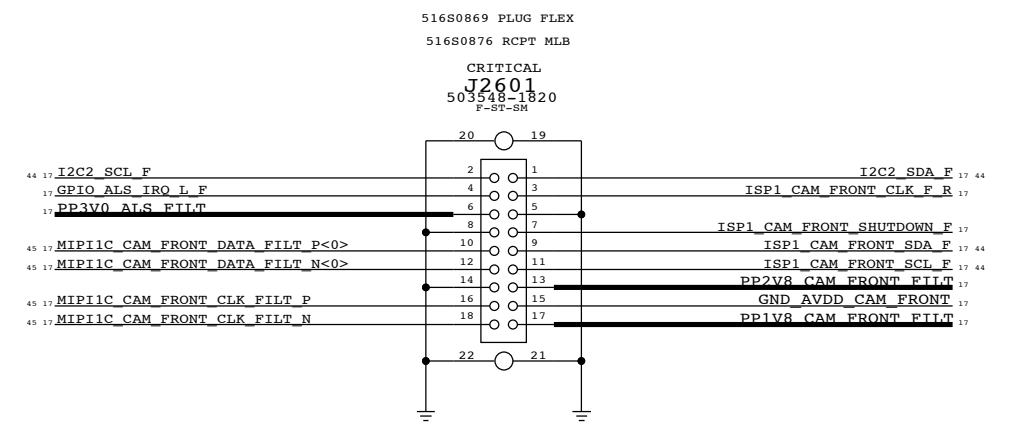 516S0869 PLUG FLEX
516S0876 RCPT MLB
CRITICAL
J2601
503548-1820
F-ST-SM
20 19
44 17 I2C2_SCL_F 2 1 I2C2_SDA_F 17 44
17 GPIO_ALS_IRQ_L_F 4 3 ISP1_CAM_FRONT_CLK_F_R 17
17 PP3V0_ALS_FILT 6 5
8 7 ISP1_CAM_FRONT_SHUTDOWN_F 17
45 17 MIPI1C_CAM_FRONT_DATA_FILT_P<0> 10 9 ISP1_CAM_FRONT_SDA_F 17 44
45 17 MIPI1C_CAM_FRONT_DATA_FILT_N<0> 12 11 ISP1_CAM_FRONT_SCL_F 17 44
14 13 PP2V8_CAM_FRONT_FILT 17
45 17 MIPI1C_CAM_FRONT_CLK_FILT_P 16 15 GND_AVDD_CAM_FRONT 17
45 17 MIPI1C_CAM_FRONT_CLK_FILT_N 18 17 PP1V8_CAM_FRONT_FILT 17
22 21